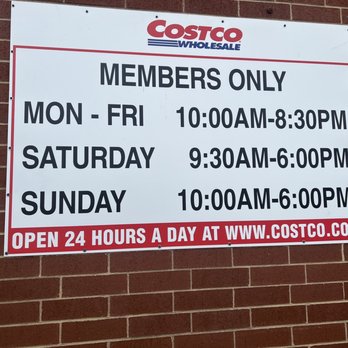 COSTCO
WHOLESALE
MEMBERS ONLY
MON - FRI 10:00AM-8:30PM
SATURDAY 9:30AM-6:00PM
SUNDAY 10:00AM-6:00PM
OPEN 24 HOURS A DAY AT WWW.COSTCO.CO